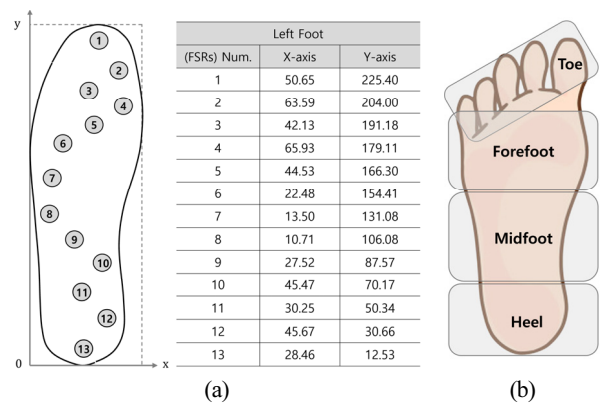 y
1
2
3
4
5
6
7
8
9
10
11
12
13
0
x
Left Foot
(FSRs) Num. X-axis Y-axis
1 50.65 225.40
2 63.59 204.00
3 42.13 191.18
4 65.93 179.11
5 44.53 166.30
6 22.48 154.41
7 13.50 131.08
8 10.71 106.08
9 27.52 87.57
10 45.47 70.17
11 30.25 50.34
12 45.67 30.66
13 28.46 12.53
Toe
Forefoot
Midfoot
Heel
(a)
(b)